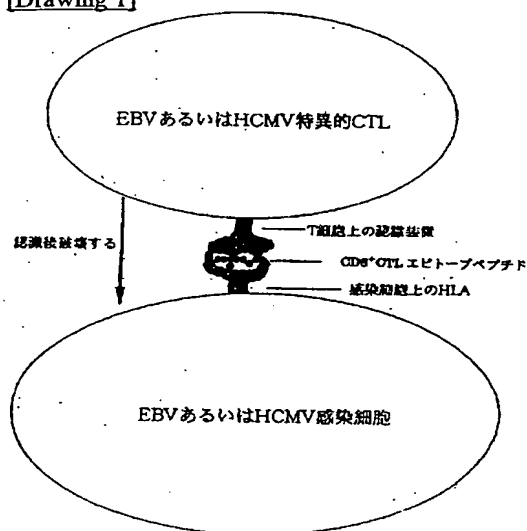 [Drawing 1]
EBVあるいはHCMV特異的CTL
認識後破壊する
T細胞上の認識装置
CD8⁺CTL エピトープペプチド
感染細胞上のHLA
EBVあるいはHCMV感染細胞